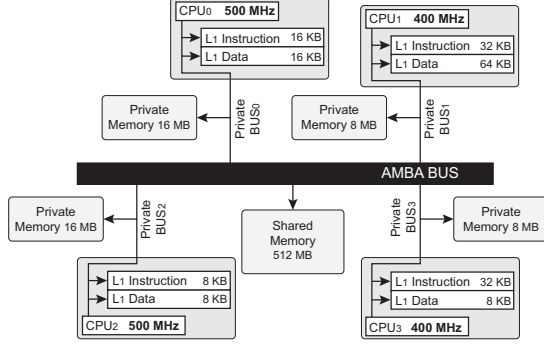 CPU0 500 MHz
L1 Instruction 16 KB
L1 Data 16 KB
CPU1 400 MHz
L1 Instruction 32 KB
L1 Data 64 KB
Private
Memory 16 MB
Private
BUS0
Private
Memory 8 MB
Private
BUS1
AMBA BUS
Private
Memory 16 MB
Private
BUS2
Shared
Memory
512 MB
Private
BUS3
Private
Memory 8 MB
L1 Instruction 8 KB
L1 Data 8 KB
CPU2 500 MHz
L1 Instruction 32 KB
L1 Data 8 KB
CPU3 400 MHz